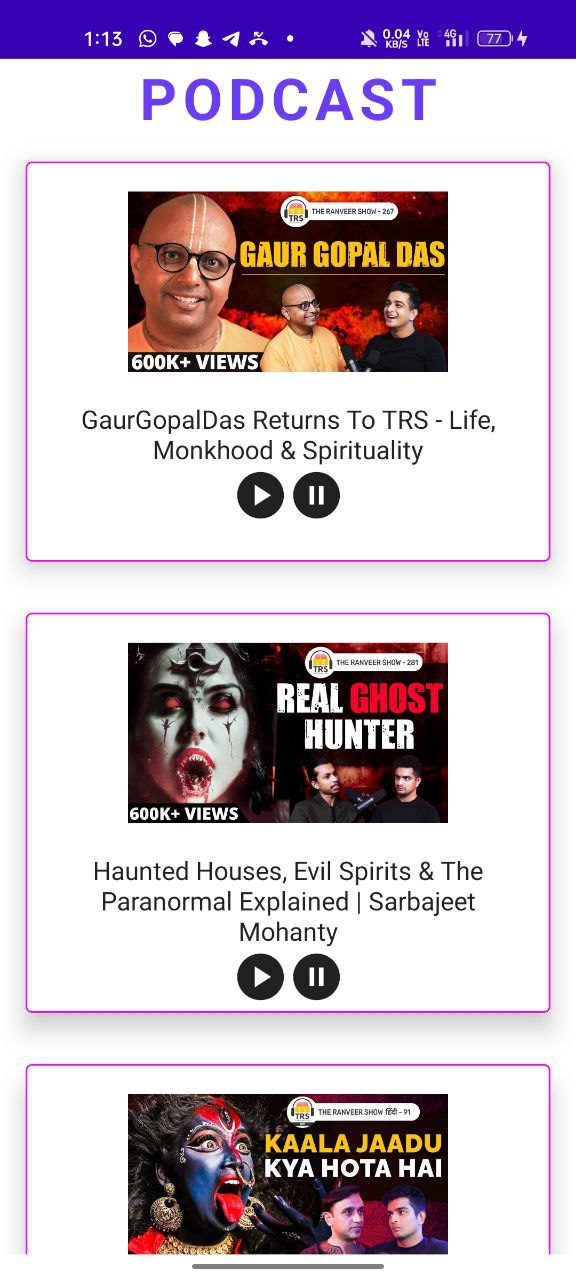 1:13
0.04
KB/S
Vo
LTE
4G
77
PODCAST
TRS
THE RANVEER SHOW - 267
GAUR GOPAL DAS
600K+ VIEWS
GaurGopalDas Returns To TRS - Life,
Monkhood & Spirituality
TRS
THE RANVEER SHOW - 281
REAL GHOST
HUNTER
600K+ VIEWS
Haunted Houses, Evil Spirits & The
Paranormal Explained | Sarbajeet
Mohanty
TRS
THE RANVEER SHOW हिंदी - 91
KAALA JAADU
KYA HOTA HAI